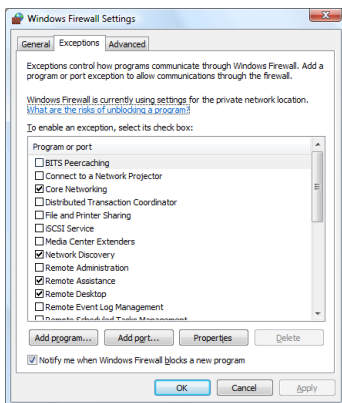 Windows Firewall Settings
General Exceptions Advanced
Exceptions control how programs communicate through Windows Firewall. Add a
program or port exception to allow communications through the firewall.
Windows Firewall is currently using settings for the private network location.
What are the risks of unblocking a program?
To enable an exception, select its check box:
Program or port
BITS Peercaching
Connect to a Network Projector
Core Networking
Distributed Transaction Coordinator
File and Printer Sharing
iSCSI Service
Media Center Extenders
Network Discovery
Remote Administration
Remote Assistance
Remote Desktop
Remote Event Log Management
Remote Scheduled Tasks Management
Add program... Add port... Properties Delete
Notify me when Windows Firewall blocks a new program
OK Cancel Apply